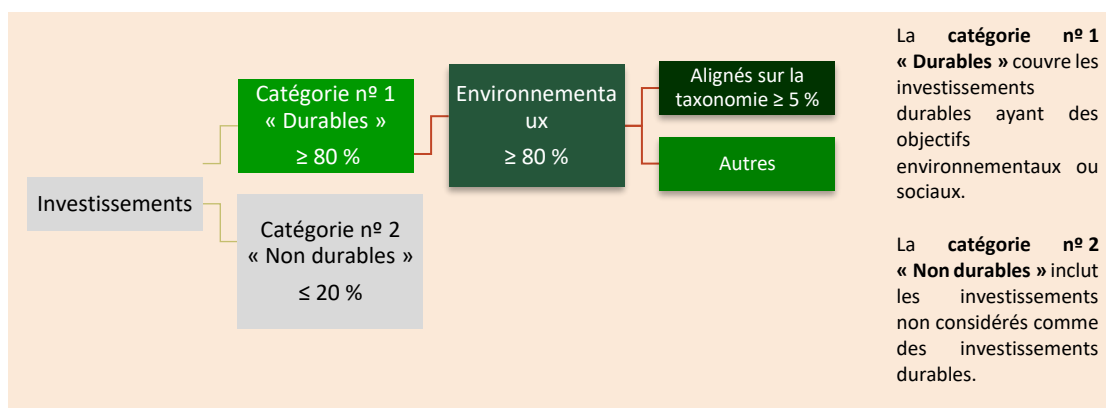 Investissements
Catégorie nº 1
« Durables »
≥ 80 %
Catégorie nº 2
« Non durables »
≤ 20 %
Environnementa
ux
≥ 80 %
Alignés sur la
taxonomie ≥ 5 %
Autres
La catégorie nº 1
« Durables » couvre les
investissements
durables ayant des
objectifs
environnementaux ou
sociaux.
La catégorie nº 2
« Non durables » inclut
les investissements
non considérés comme
des investissements
durables.